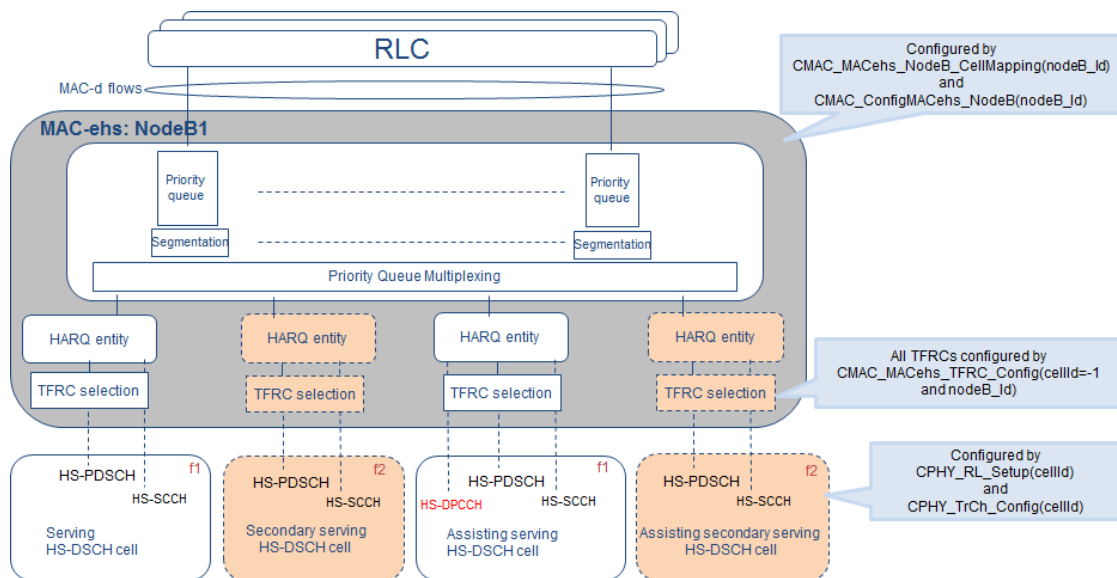 RLC
MAC-d flows
Configured by
CMAC_MACehs_NodeB_CellMapping(nodeB_Id)
and
CMAC_ConfigMACehs_NodeB(nodeB_Id)
MAC-ehs: NodeB1
Priority
queue
Priority
queue
Segmentation
Segmentation
Priority Queue Multiplexing
HARQ entity
HARQ entity
HARQ entity
HARQ entity
TFRC selection
TFRC selection
TFRC selection
TFRC selection
All TFRCs configured by
CMAC_MACehs_TFRC_Config(cellId=-1
and nodeB_Id)
f1
HS-PDSCH
HS-SCCH
Serving
HS-DSCH cell
f2
HS-PDSCH
HS-SCCH
Secondary serving
HS-DSCH cell
f1
HS-PDSCH
HS-DPCCH
HS-SCCH
Assisting serving
HS-DSCH cell
f2
HS-PDSCH
HS-SCCH
Assisting secondary serving
HS-DSCH cell
Configured by
CPHY_RL_Setup(cellId)
and
CPHY_TrCh_Config(cellId)